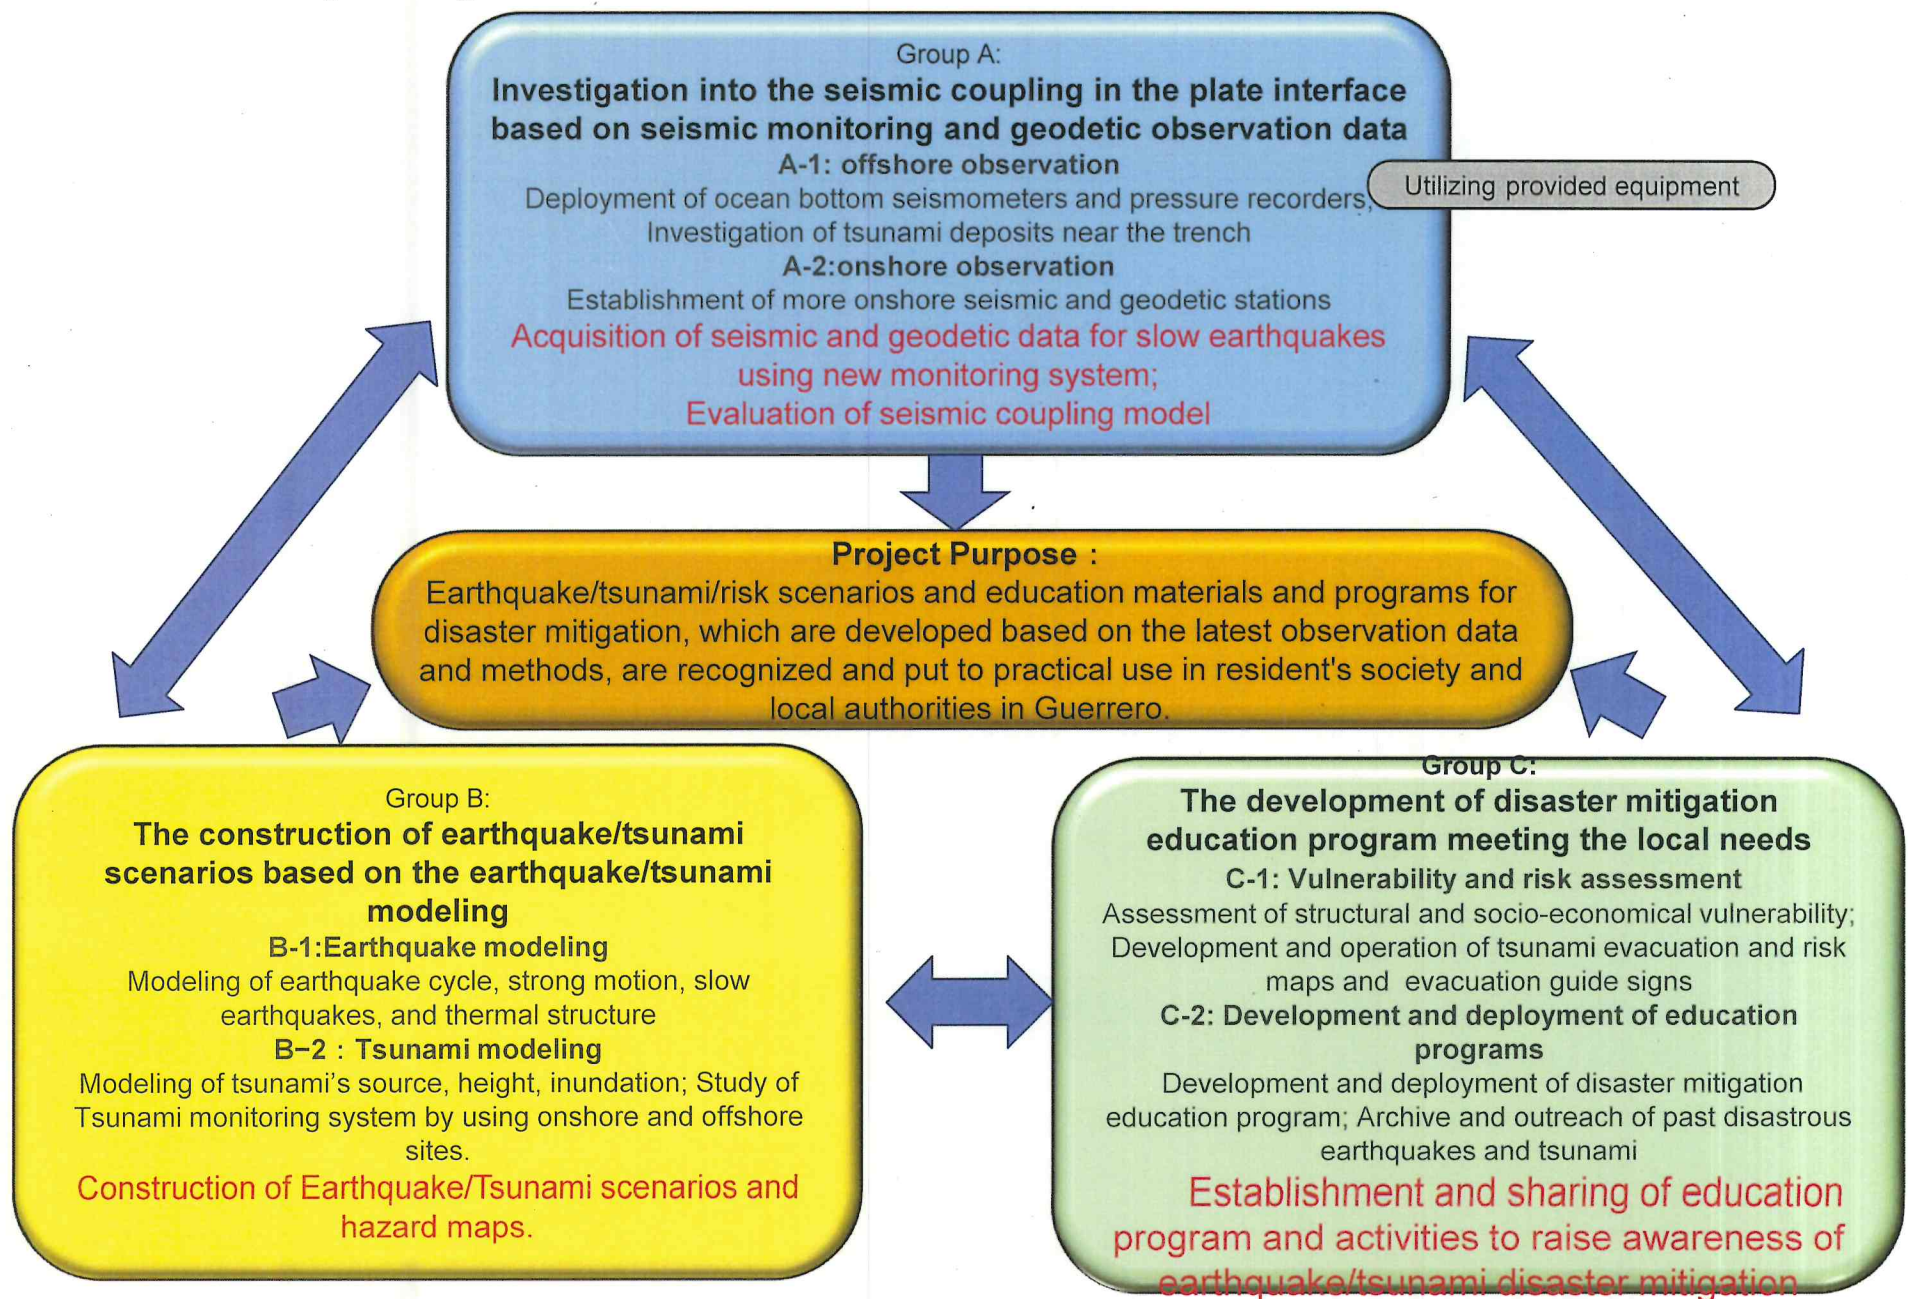 Group A:
Investigation into the seismic coupling in the plate interface
based on seismic monitoring and geodetic observation data
A-1: offshore observation
Deployment of ocean bottom seismometers and pressure recorders;
Investigation of tsunami deposits near the trench
A-2:onshore observation
Establishment of more onshore seismic and geodetic stations
Acquisition of seismic and geodetic data for slow earthquakes
using new monitoring system;
Evaluation of seismic coupling model
Utilizing provided equipment
Project Purpose :
Earthquake/tsunami/risk scenarios and education materials and programs for
disaster mitigation, which are developed based on the latest observation data
and methods, are recognized and put to practical use in resident's society and
local authorities in Guerrero.
Group B:
The construction of earthquake/tsunami
scenarios based on the earthquake/tsunami
modeling
B-1:Earthquake modeling
Modeling of earthquake cycle, strong motion, slow
earthquakes, and thermal structure
B−2 : Tsunami modeling
Modeling of tsunami's source, height, inundation; Study of
Tsunami monitoring system by using onshore and offshore
sites.
Construction of Earthquake/Tsunami scenarios and
hazard maps.
Group C:
The development of disaster mitigation
education program meeting the local needs
C-1: Vulnerability and risk assessment
Assessment of structural and socio-economical vulnerability;
Development and operation of tsunami evacuation and risk
maps and evacuation guide signs
C-2: Development and deployment of education
programs
Development and deployment of disaster mitigation
education program; Archive and outreach of past disastrous
earthquakes and tsunami
Establishment and sharing of education
program and activities to raise awareness of
earthquake/tsunami disaster mitigation